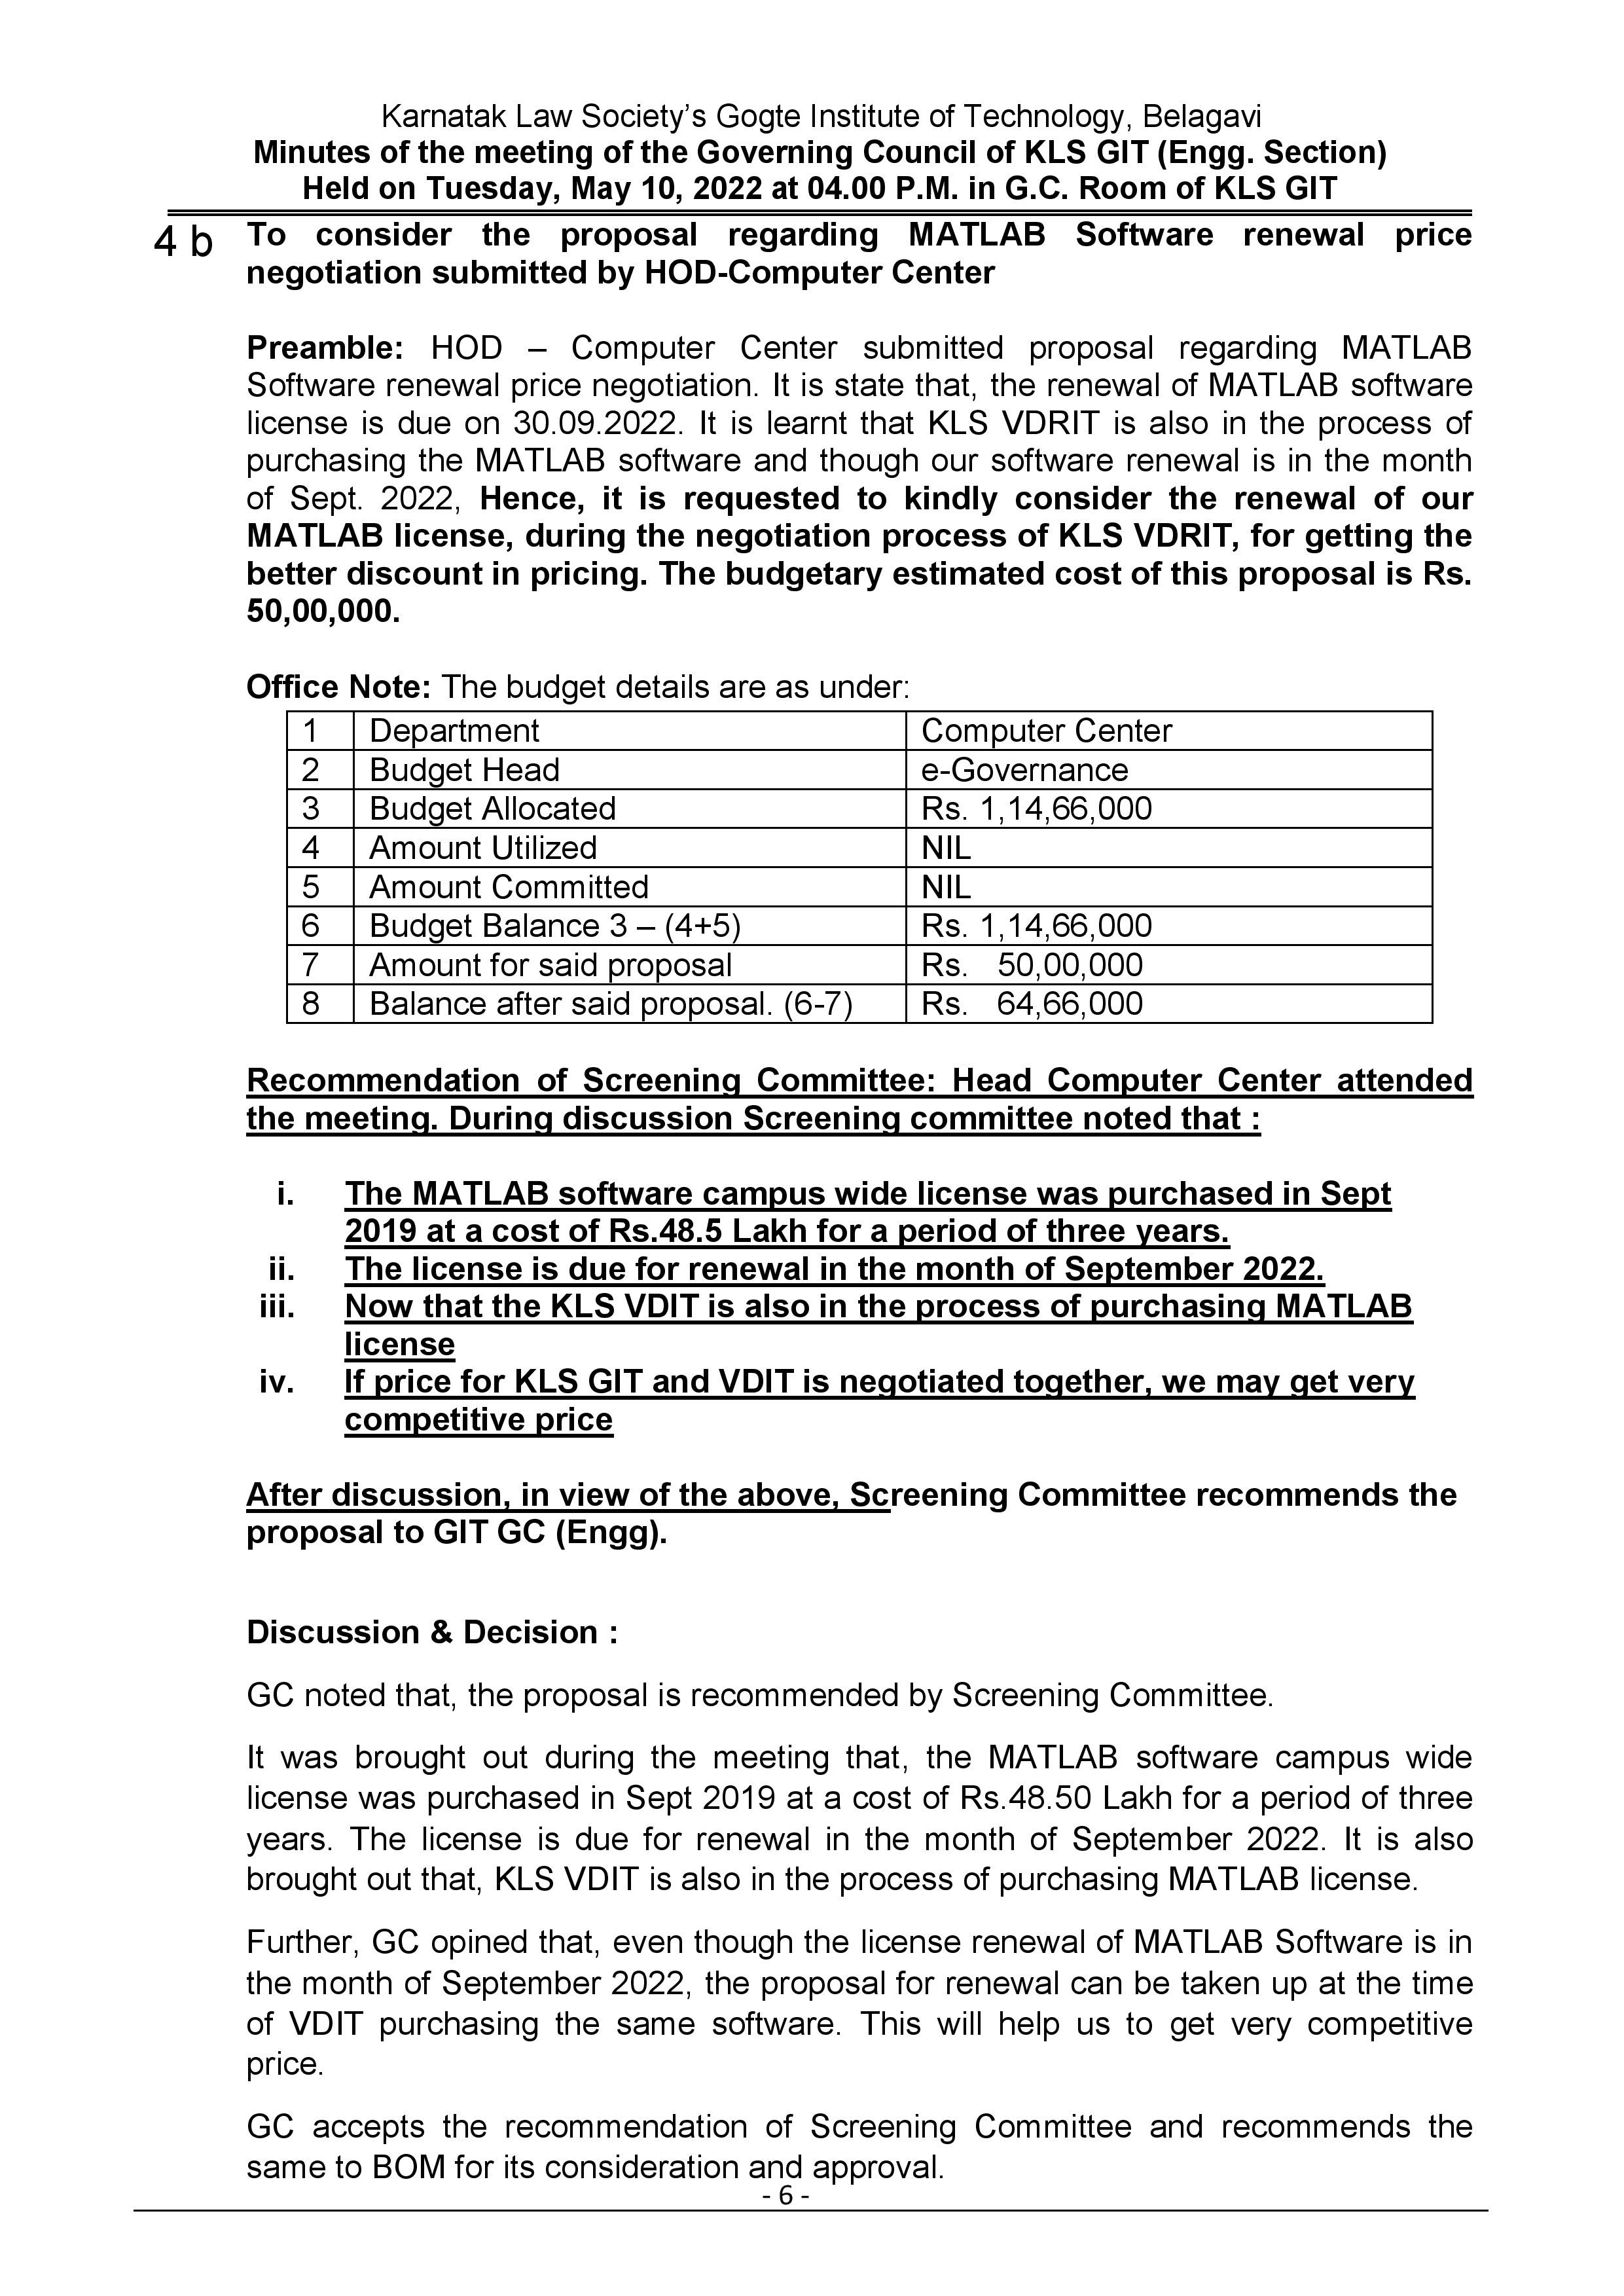 Karnatak Law Society’s Gogte Institute of Technology, Belagavi
Minutes of the meeting of the Governing Council of KLS GIT (Engg. Section)
Held on Tuesday, May 10, 2022 at 04.00 P.M. in G.C. Room of KLS GIT
4 b To consider the proposal regarding MATLAB Software renewal price
negotiation submitted by HOD-Computer Center
Preamble: HOD – Computer Center submitted proposal regarding MATLAB
Software renewal price negotiation. It is state that, the renewal of MATLAB software
license is due on 30.09.2022. It is learnt that KLS VDRIT is also in the process of
purchasing the MATLAB software and though our software renewal is in the month
of Sept. 2022, Hence, it is requested to kindly consider the renewal of our
MATLAB license, during the negotiation process of KLS VDRIT, for getting the
better discount in pricing. The budgetary estimated cost of this proposal is Rs.
50,00,000.
Office Note: The budget details are as under:
1 Department Computer Center
2 Budget Head e-Governance
3 Budget Allocated Rs. 1,14,66,000
4 Amount Utilized NIL
5 Amount Committed NIL
6 Budget Balance 3 – (4+5) Rs. 1,14,66,000
7 Amount for said proposal Rs. 50,00,000
8 Balance after said proposal. (6-7) Rs. 64,66,000
Recommendation of Screening Committee: Head Computer Center attended
the meeting. During discussion Screening committee noted that :
i. The MATLAB software campus wide license was purchased in Sept
2019 at a cost of Rs.48.5 Lakh for a period of three years.
ii. The license is due for renewal in the month of September 2022.
iii. Now that the KLS VDIT is also in the process of purchasing MATLAB
license
iv. If price for KLS GIT and VDIT is negotiated together, we may get very
competitive price
After discussion, in view of the above, Screening Committee recommends the
proposal to GIT GC (Engg).
Discussion & Decision :
GC noted that, the proposal is recommended by Screening Committee.
It was brought out during the meeting that, the MATLAB software campus wide
license was purchased in Sept 2019 at a cost of Rs.48.50 Lakh for a period of three
years. The license is due for renewal in the month of September 2022. It is also
brought out that, KLS VDIT is also in the process of purchasing MATLAB license.
Further, GC opined that, even though the license renewal of MATLAB Software is in
the month of September 2022, the proposal for renewal can be taken up at the time
of VDIT purchasing the same software. This will help us to get very competitive
price.
GC accepts the recommendation of Screening Committee and recommends the
same to BOM for its consideration and approval.
- 6 -